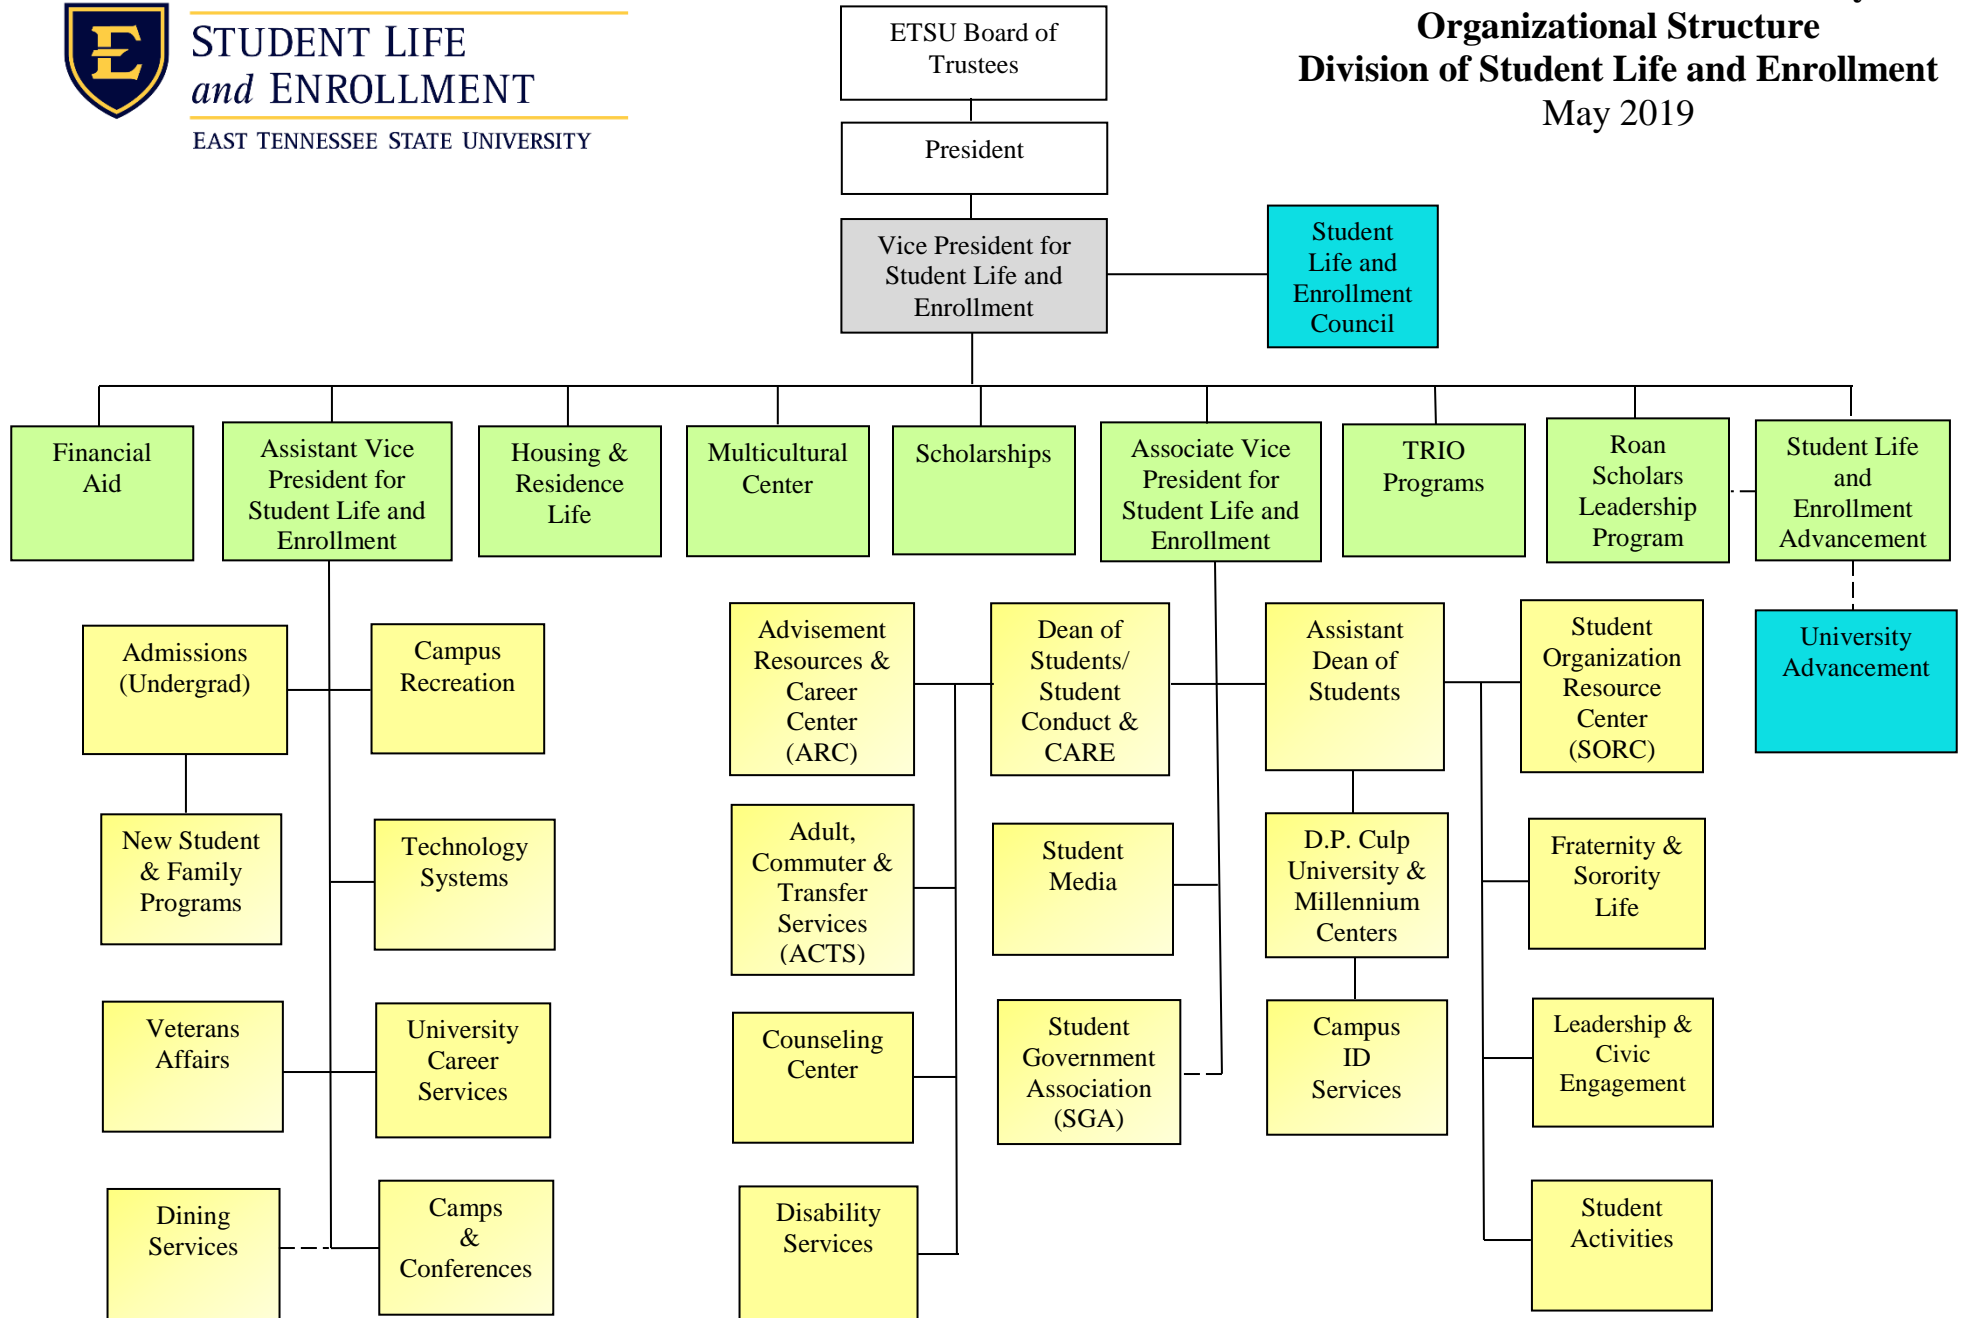 E
STUDENT LIFE
and ENROLLMENT
EAST TENNESSEE STATE UNIVERSITY
Organizational Structure
Division of Student Life and Enrollment
May 2019
ETSU Board of
Trustees
President
Vice President for
Student Life and
Enrollment
Student
Life and
Enrollment
Council
Financial
Aid
Assistant Vice
President for
Student Life and
Enrollment
Housing &
Residence
Life
Multicultural
Center
Scholarships
Associate Vice
President for
Student Life and
Enrollment
TRIO
Programs
Roan
Scholars
Leadership
Program
Student Life
and
Enrollment
Advancement
Admissions
(Undergrad)
Campus
Recreation
Advisement
Resources &
Career
Center
(ARC)
Dean of
Students/
Student
Conduct &
CARE
Assistant
Dean of
Students
Student
Organization
Resource
Center
(SORC)
University
Advancement
New Student
& Family
Programs
Technology
Systems
Adult,
Commuter &
Transfer
Services
(ACTS)
Student
Media
D.P. Culp
University &
Millennium
Centers
Fraternity &
Sorority
Life
Veterans
Affairs
University
Career
Services
Counseling
Center
Student
Government
Association
(SGA)
Campus
ID
Services
Leadership &
Civic
Engagement
Dining
Services
Camps
&
Conferences
Disability
Services
Student
Activities